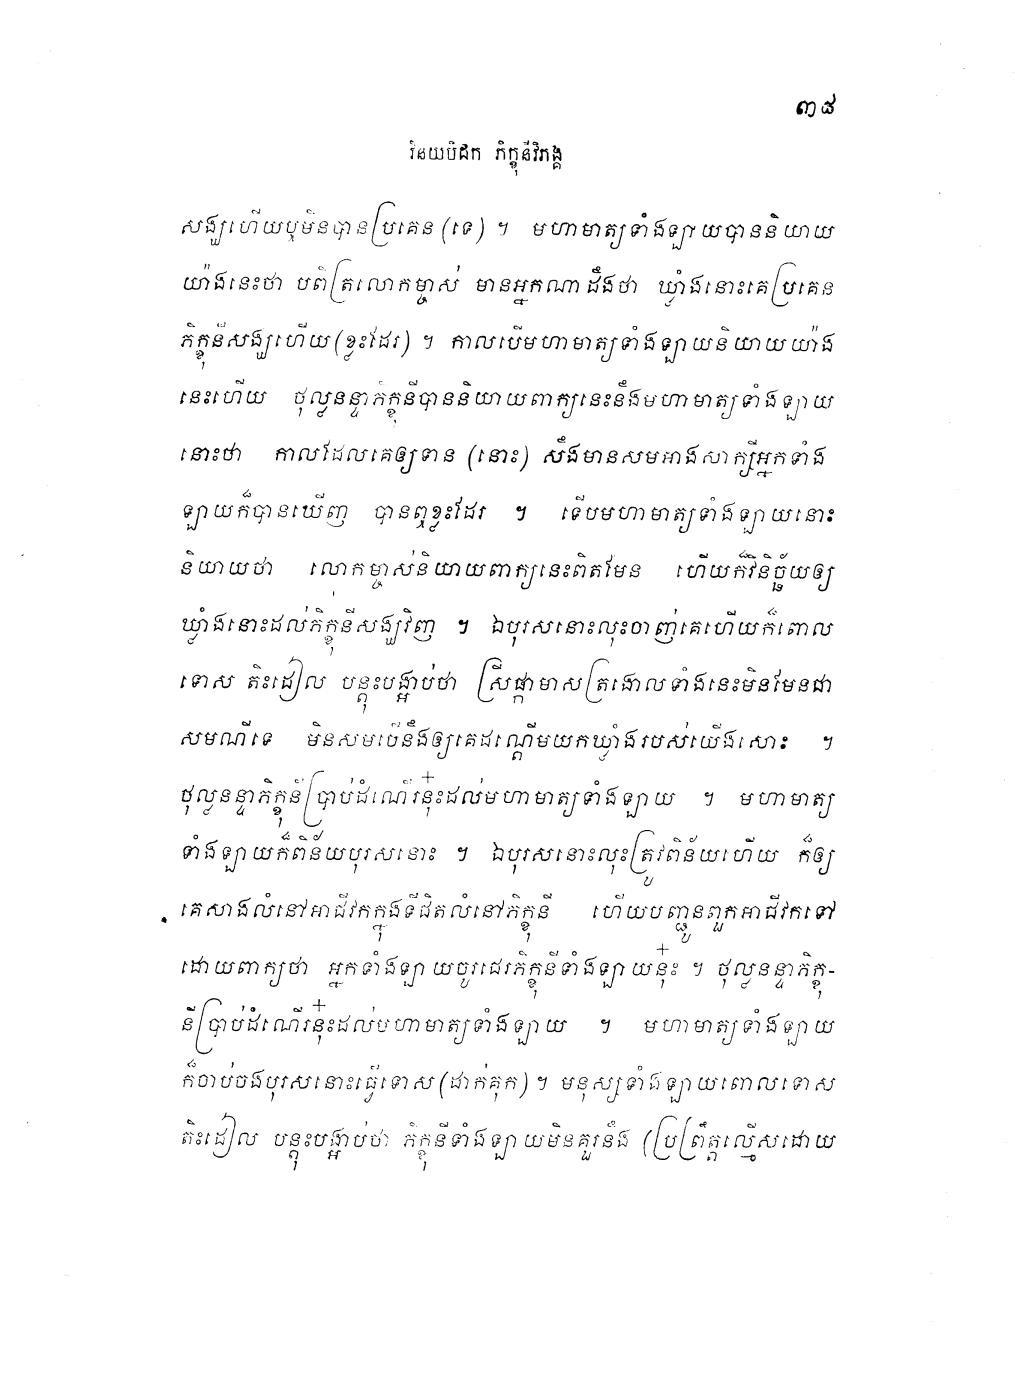 ៣៥
វិនយបិដក ភិក្ខុនីវិភង្គ
សង្ឃហើយឬមិនបានប្រគេន (ទេ) ។ មហាមាត្យទាំងឡាយបាននិយាយ
យ៉ាងនេះថា បពិត្រលោកម្ចាស់ មានអ្នកណាដឹងថា ឃ្លាំងនោះគេប្រគេន
ភិក្ខុនីសង្ឃហើយ (ខ្លះដែរ) ។ កាលបើមហាមាត្យទាំងឡាយនិយាយយ៉ាង
នេះហើយ ថុល្លនន្ទាភិក្ខុនីបាននិយាយពាក្យនេះនឹងមហាមាត្យទាំងឡាយ
នោះថា កាលដែលគេឲ្យទាន (នោះ) សឹងមានសមអាងសាក្សីអ្នកទាំង
ឡាយក៏បានឃើញ បានឮខ្លះដែរ ។ ទើបមហាមាត្យទាំងឡាយនោះ
និយាយថា លោកម្ចាស់និយាយពាក្យនេះពិតមែន ហើយក៏វិនិច្ឆ័យឲ្យ
ឃ្លាំងនោះដល់ភិក្ខុនីសង្ឃវិញ ។ ឯបុរសនោះលុះចាញ់គេហើយក៏ពោល
ទោស តិះដៀល បន្តុះបង្អាប់ថា ស្រីផ្កាមាសត្រងោលទាំងនេះមិនមែនជា
សមណីទេ មិនសមបើនឹងឲ្យគេដណ្តើមយកឃ្លាំងរបស់យើងសោះ ។
ថុល្លនន្ទាភិក្ខុនីប្រាប់ដំណើរនុ៎ះដល់មហាមាត្យទាំងឡាយ ។ មហាមាត្យ
ទាំងឡាយក៏ពិន័យបុរសនោះ ។ ឯបុរសនោះលុះត្រូវពិន័យហើយ ក៏ឲ្យ
គេសាងលំនៅអាជីវកក្នុងទីជិតលំនៅភិក្ខុនី ហើយបញ្ជូនពួកអាជីវកទៅ
ដោយពាក្យថា អ្នកទាំងឡាយចូរជេរភិក្ខុនីទាំងឡាយនុ៎ះ ។ ថុល្លនន្ទាភិក្ខុ-
នីប្រាប់ដំណើរនុ៎ះដល់មហាមាត្យទាំងឡាយ ។ មហាមាត្យទាំងឡាយ
ក៏ចាប់ចងបុរសនោះធ្វើទោស (ដាក់គុក) ។ មនុស្សទាំងឡាយពោលទោស
តិះដៀល បន្តុះបង្អាប់ថា ភិក្ខុនីទាំងឡាយមិនគួរនឹង (ប្រព្រឹត្តល្មើសដោយ